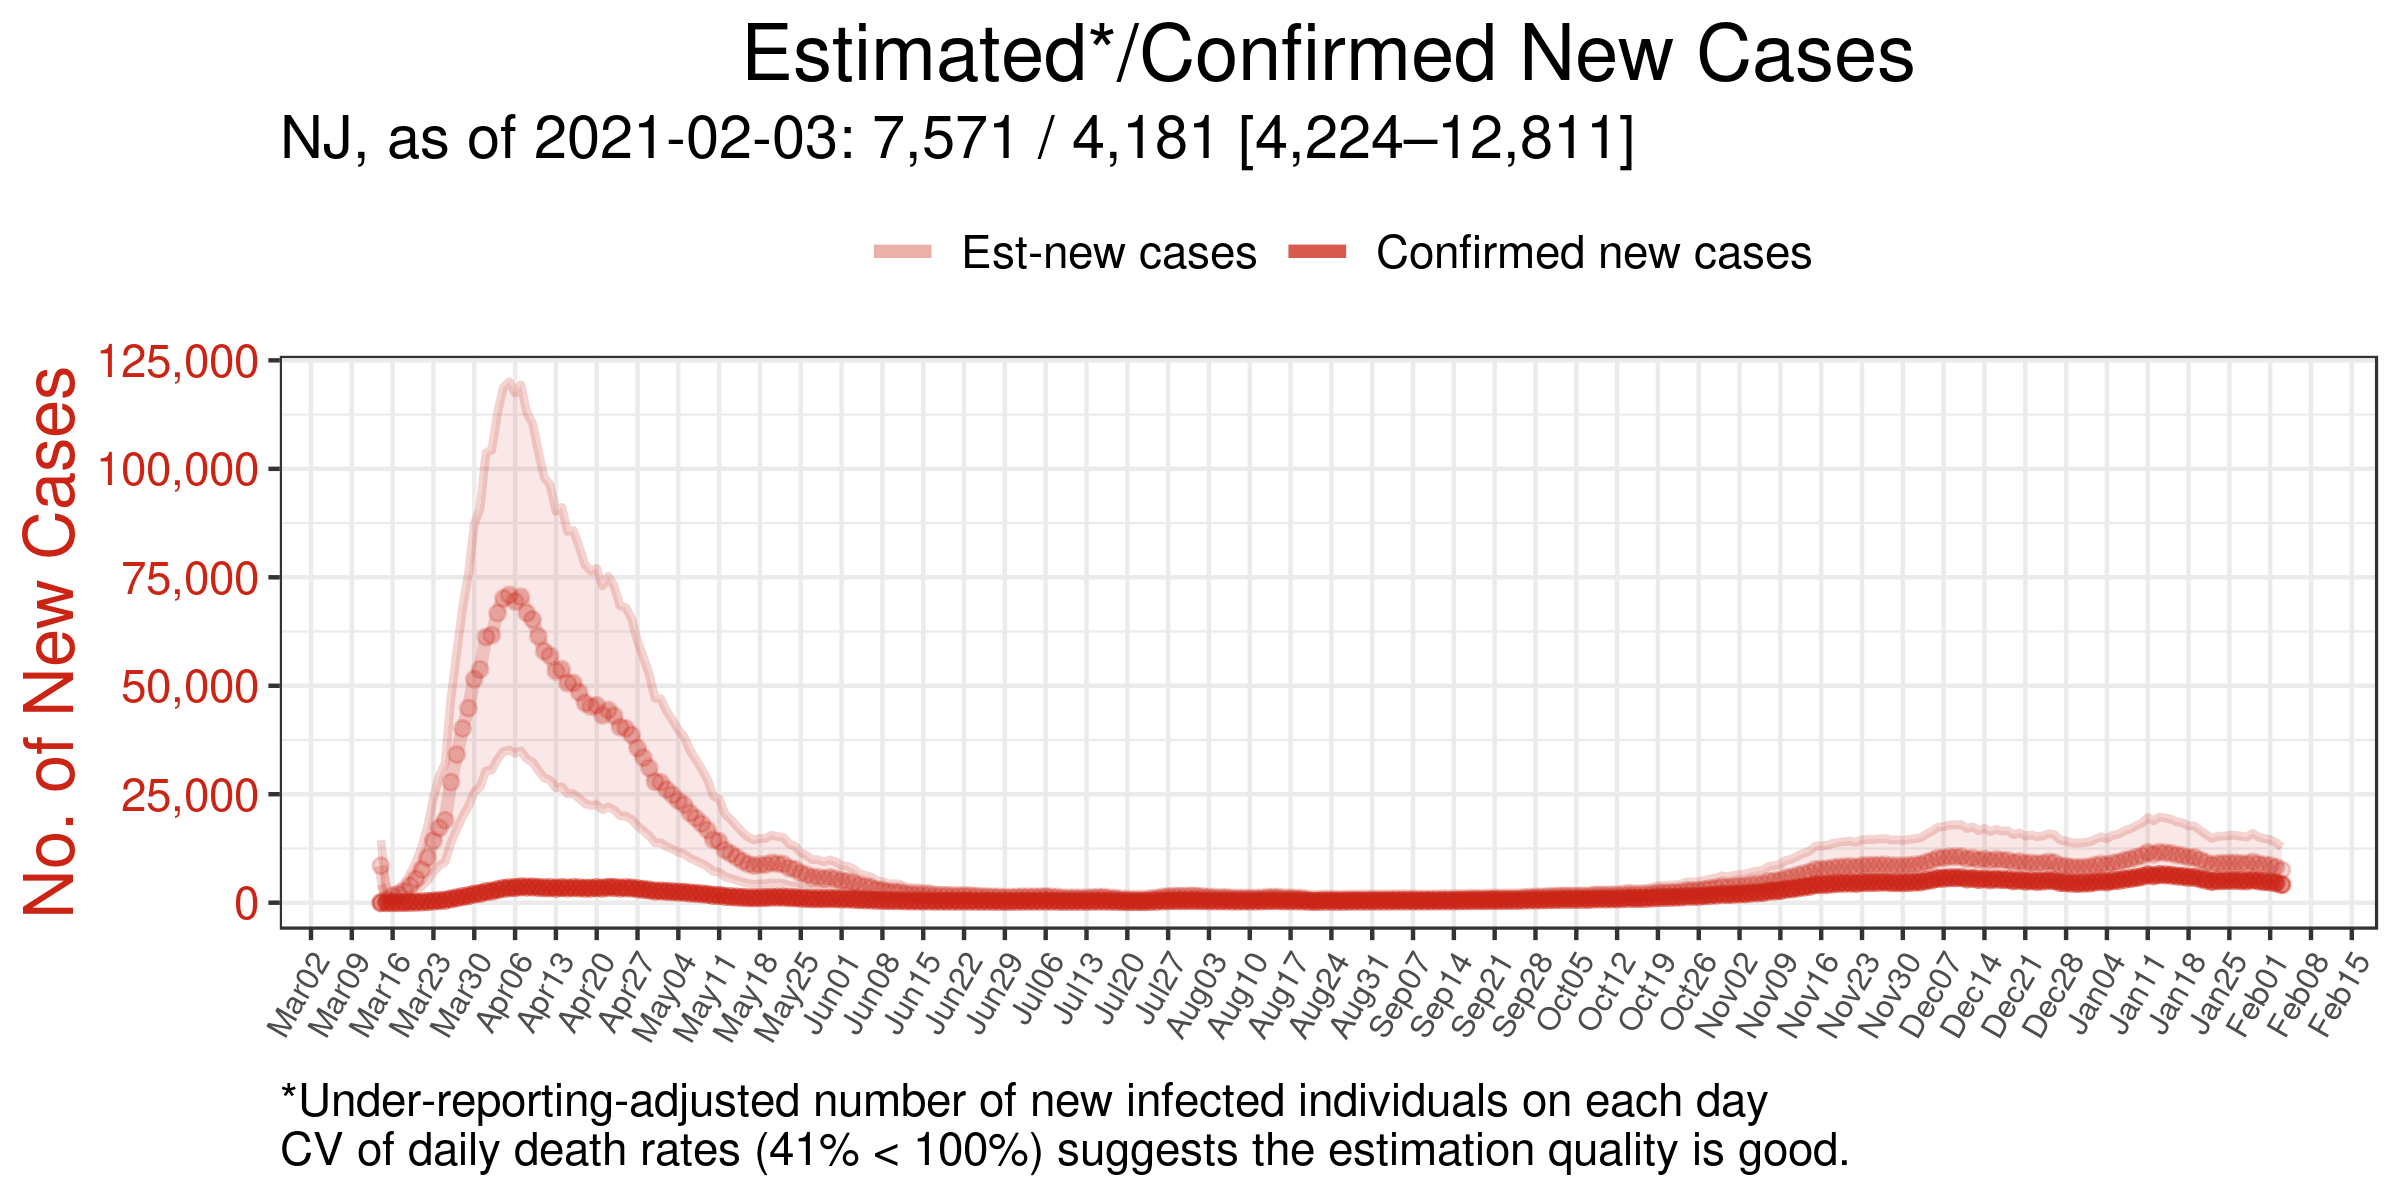 Estimated*/Confirmed New Cases
NJ, as of 2021-02-03: 7,571 / 4,181 [4,224–12,811]
Est-new cases Confirmed new cases
No. of New Cases
125,000
100,000
75,000
50,000
25,000
0
Mar02 Mar09 Mar16 Mar23 Mar30 Apr06 Apr13 Apr20 Apr27 May04 May11 May18 May25 Jun01 Jun08 Jun15 Jun22 Jun29 Jul06 Jul13 Jul20 Jul27 Aug03 Aug10 Aug17 Aug24 Aug31 Sep07 Sep14 Sep21 Sep28 Oct05 Oct12 Oct19 Oct26 Nov02 Nov09 Nov16 Nov23 Nov30 Dec07 Dec14 Dec21 Dec28 Jan04 Jan11 Jan18 Jan25 Feb01 Feb08 Feb15
*Under-reporting-adjusted number of new infected individuals on each day
CV of daily death rates (41% < 100%) suggests the estimation quality is good.